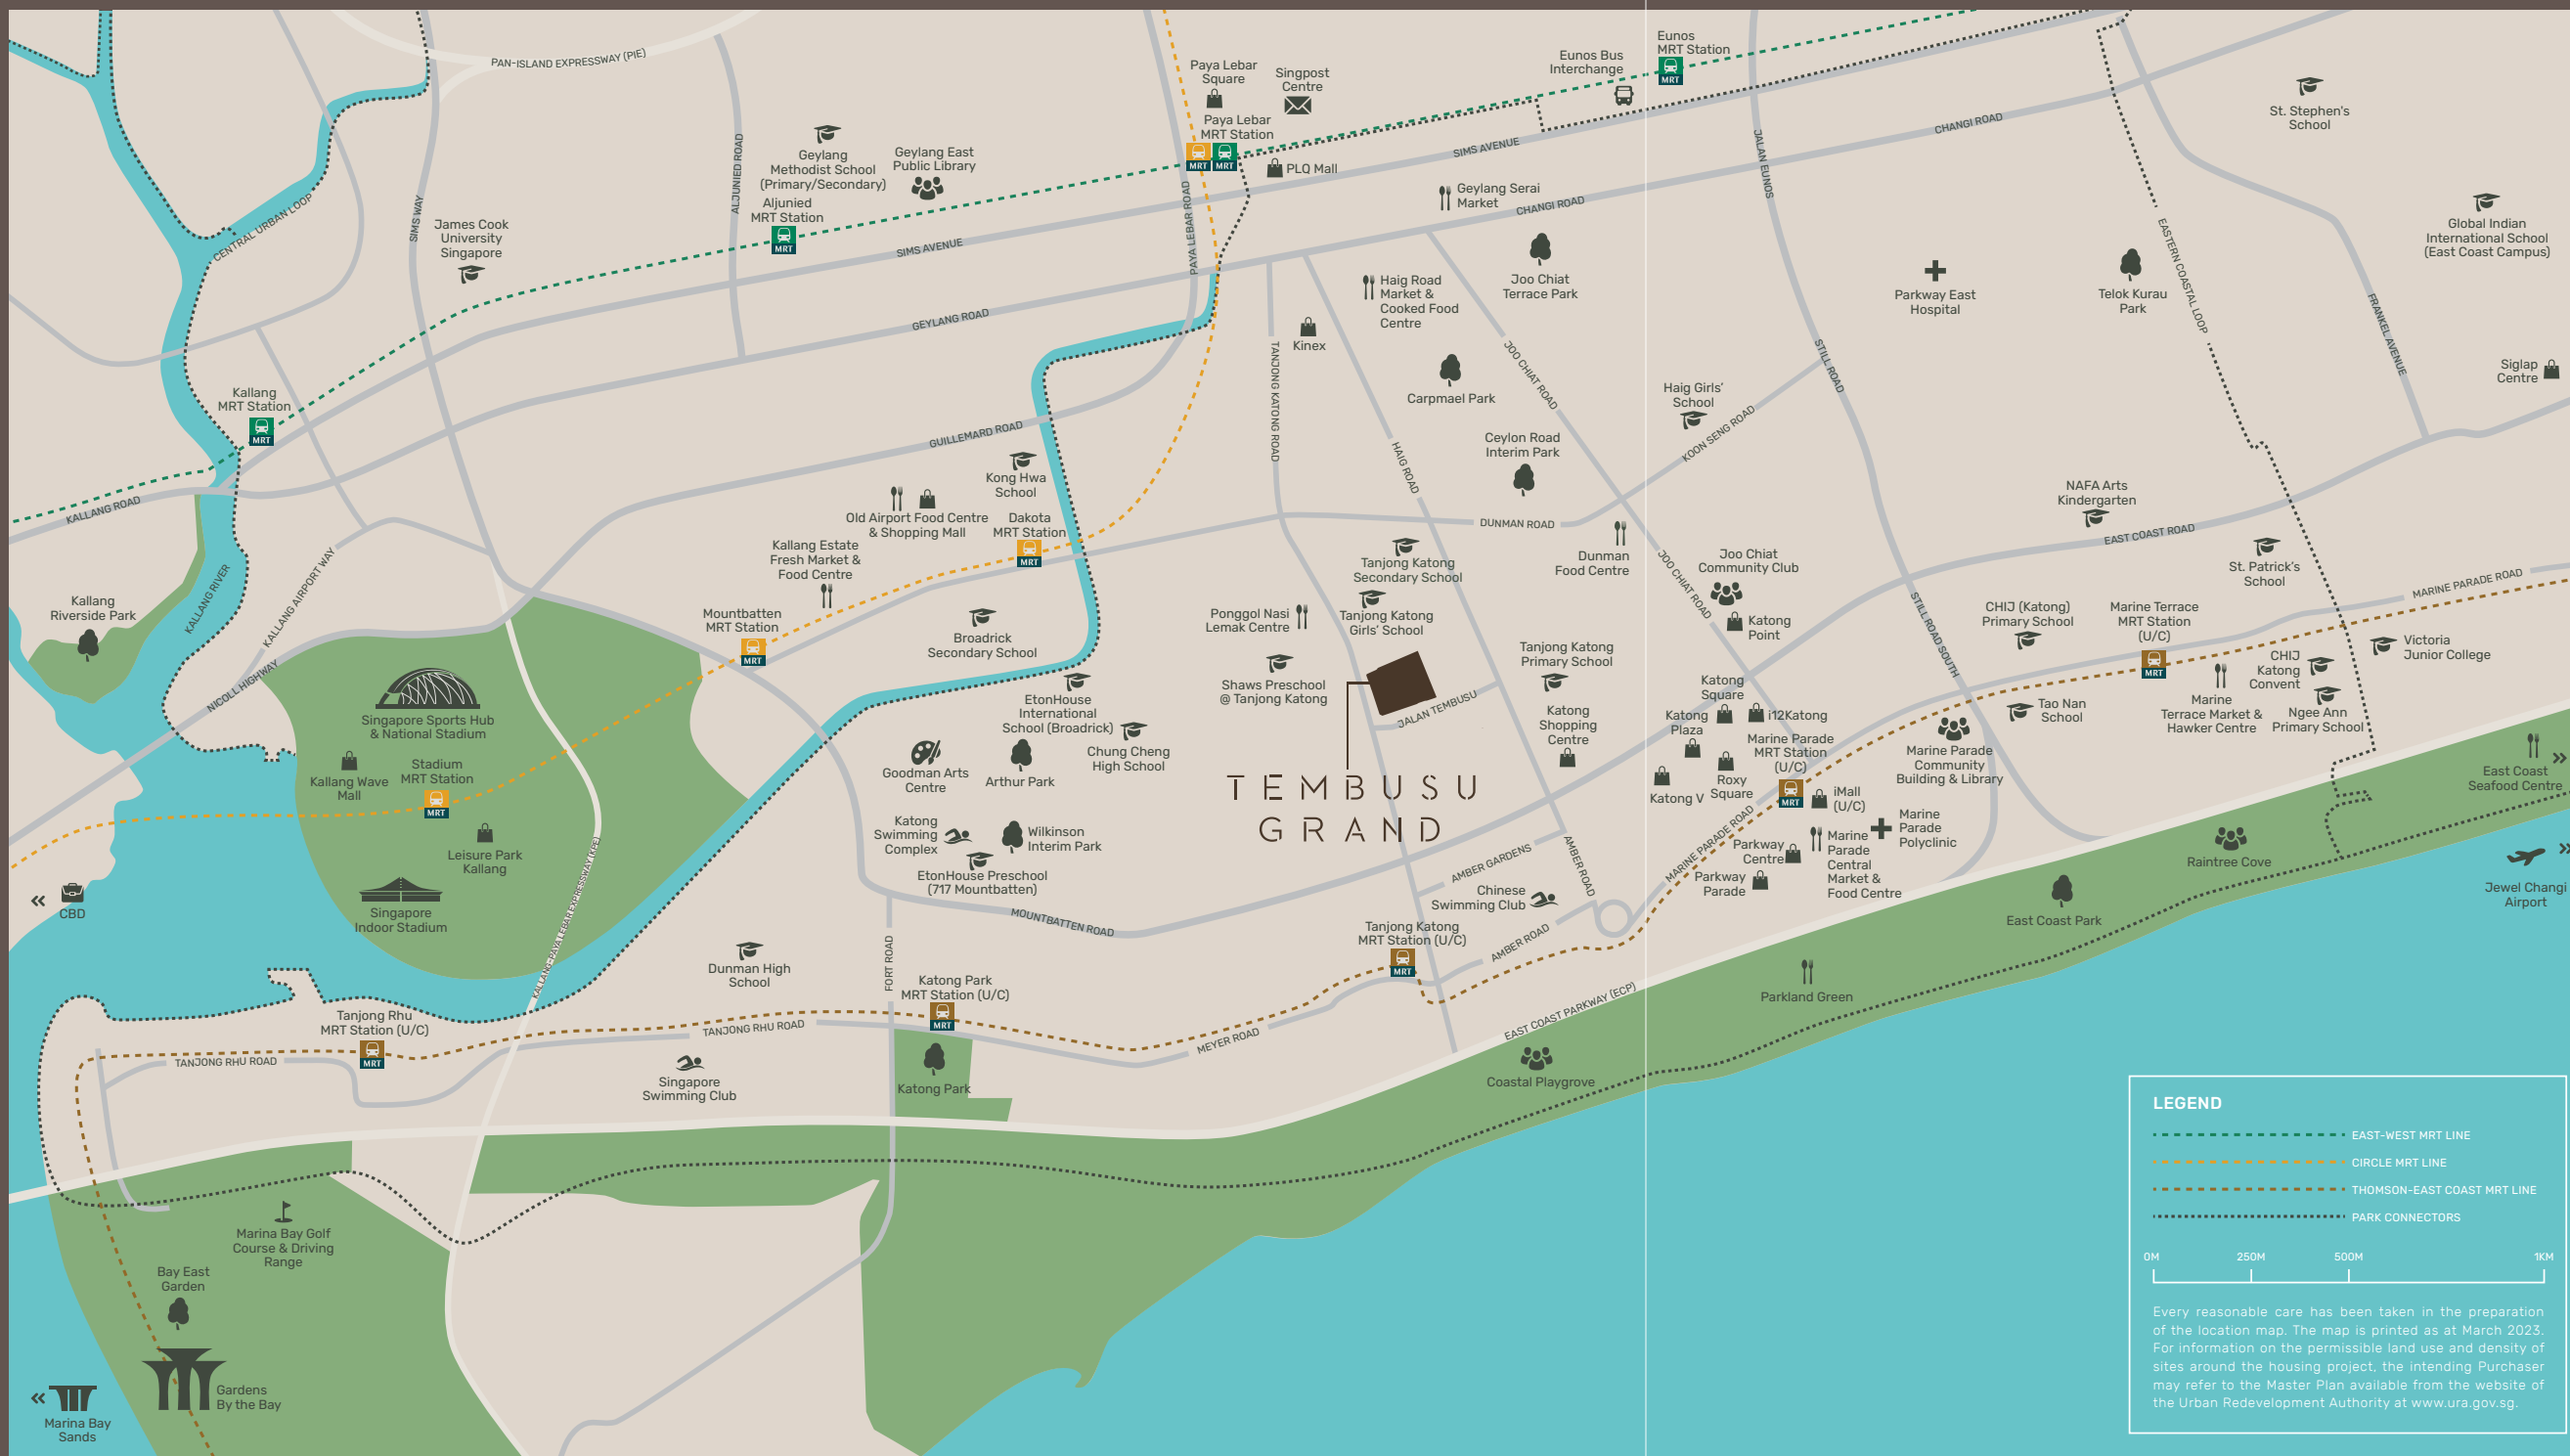 PAN-ISLAND EXPRESSWAY (PIE)
Eunos
MRT Station
MRT
Eunos Bus
Interchange
Paya Lebar
Square
Singpost
Centre
Paya Lebar
MRT Station
MRT
MRT
PLQ Mall
SIMS AVENUE
CHANGI ROAD
JALAN EUNOS
St. Stephen's
School
Geylang
Methodist School
(Primary/Secondary)
Geylang East
Public Library
ALJUNIED ROAD
Aljunied
MRT Station
MRT
PAYA LEBAR ROAD
Geylang Serai
Market
CHANGI ROAD
CENTRAL URBAN LOOP
SIMS WAY
James Cook
University
Singapore
SIMS AVENUE
Global Indian
International School
(East Coast Campus)
EASTERN COASTAL LOOP
Joo Chiat
Terrace Park
Haig Road
Market &
Cooked Food
Centre
Parkway East
Hospital
Telok Kurau
Park
GEYLANG ROAD
Kinex
TANJONG KATONG ROAD
JOO CHIAT ROAD
STILL ROAD
FRANKEL AVENUE
Siglap
Centre
Kallang
MRT Station
MRT
Carpmael Park
Haig Girls'
School
KOON SENG ROAD
GUILLEMARD ROAD
Ceylon Road
Interim Park
HAIG ROAD
Kong Hwa
School
KALLANG ROAD
Old Airport Food Centre
& Shopping Mall
Dakota
MRT Station
MRT
DUNMAN ROAD
NAFA Arts
Kindergarten
EAST COAST ROAD
Kallang Estate
Fresh Market &
Food Centre
Tanjong Katong
Secondary School
Dunman
Food Centre
Joo Chiat
Community Club
JOO CHIAT ROAD
St. Patrick's
School
MARINE PARADE ROAD
KALLANG RIVER
KALLANG AIRPORT WAY
Kallang
Riverside Park
Mountbatten
MRT Station
MRT
Broadrick
Secondary School
Ponggol Nasi
Lemak Centre
Tanjong Katong
Girls' School
Katong
Point
STILL ROAD SOUTH
CHIJ (Katong)
Primary School
Marine Terrace
MRT Station
(U/C)
MRT
Victoria
Junior College
CHIJ
Katong
Convent
Tanjong Katong
Primary School
NICOLL HIGHWAY
Shaws Preschool
@ Tanjong Katong
JALAN TEMBUSU
Katong
Square
i12Katong
Katong
Plaza
Tao Nan
School
Marine
Terrace Market &
Hawker Centre
Ngee Ann
Primary School
Singapore Sports Hub
& National Stadium
EtonHouse
International
School (Broadrick)
Chung Cheng
High School
Katong
Shopping
Centre
Marine Parade
MRT Station
(U/C)
MRT
Marine Parade
Community
Building & Library
Kallang Wave
Mall
Stadium
MRT Station
MRT
Goodman Arts
Centre
Arthur Park
TEMBUSU
GRAND
Katong V
Roxy
Square
iMall
(U/C)
East Coast
Seafood Centre
Leisure Park
Kallang
Katong
Swimming
Complex
Wilkinson
Interim Park
EtonHouse Preschool
(717 Mountbatten)
AMBER GARDENS
AMBER ROAD
MARINE PARADE ROAD
Parkway
Centre
Marine
Parade
Central
Market &
Food Centre
Marine
Parade
Polyclinic
Parkway
Parade
Raintree Cove
Jewel Changi
Airport
CBD
Singapore
Indoor Stadium
KALLANG-PAYA LEBAR EXPRESSWAY (KPE)
MOUNTBATTEN ROAD
Chinese
Swimming Club
AMBER ROAD
East Coast Park
Tanjong Katong
MRT Station (U/C)
MRT
Dunman High
School
FORT ROAD
Katong Park
MRT Station (U/C)
MRT
Parkland Green
EAST COAST PARKWAY (ECP)
Tanjong Rhu
MRT Station (U/C)
MRT
TANJONG RHU ROAD
TANJONG RHU ROAD
MEYER ROAD
Singapore
Swimming Club
Katong Park
Coastal Playgrove
Marina Bay Golf
Course & Driving
Range
Bay East
Garden
Gardens
By the Bay
Marina Bay
Sands
LEGEND
EAST-WEST MRT LINE
CIRCLE MRT LINE
THOMSON-EAST COAST MRT LINE
PARK CONNECTORS
0M 250M 500M 1KM
Every reasonable care has been taken in the preparation
of the location map. The map is printed as at March 2023.
For information on the permissible land use and density of
sites around the housing project, the intending Purchaser
may refer to the Master Plan available from the website of
the Urban Redevelopment Authority at www.ura.gov.sg.